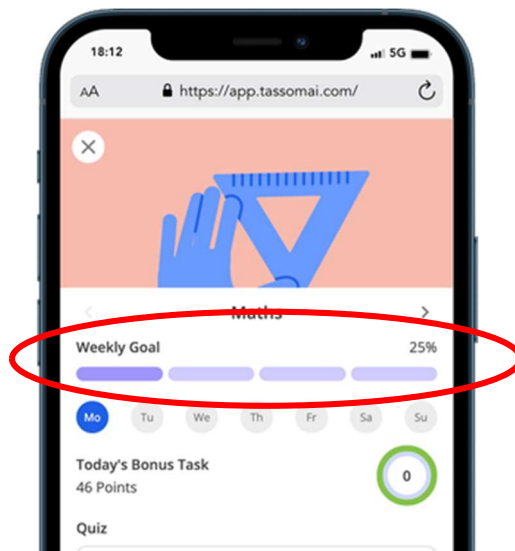 18:12 5G
AA https://app.tassomai.com/
Maths
Weekly Goal 25%
Mo Tu We Th Fr Sa Su
Today's Bonus Task
46 Points
0
Quiz